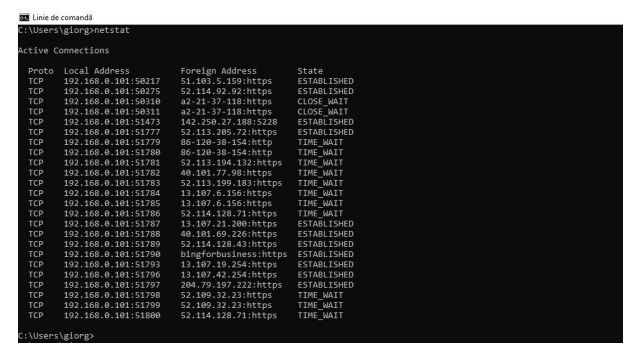 Linie de comandă
C:\Users\giorg>netstat
Active Connections
Proto Local Address Foreign Address State
TCP 192.168.0.101:50217 51.103.5.159:https ESTABLISHED
TCP 192.168.0.101:50275 52.114.92.92:https ESTABLISHED
TCP 192.168.0.101:50310 a2-21-37-118:https CLOSE_WAIT
TCP 192.168.0.101:50311 a2-21-37-118:https CLOSE_WAIT
TCP 192.168.0.101:51473 142.250.27.188:5228 ESTABLISHED
TCP 192.168.0.101:51777 52.113.205.72:https ESTABLISHED
TCP 192.168.0.101:51779 86-120-38-154:http TIME_WAIT
TCP 192.168.0.101:51780 86-120-38-154:http TIME_WAIT
TCP 192.168.0.101:51781 52.113.194.132:https TIME_WAIT
TCP 192.168.0.101:51782 40.101.77.98:https TIME_WAIT
TCP 192.168.0.101:51783 52.113.199.183:https TIME_WAIT
TCP 192.168.0.101:51784 13.107.6.156:https TIME_WAIT
TCP 192.168.0.101:51785 13.107.6.156:https TIME_WAIT
TCP 192.168.0.101:51786 52.114.128.71:https TIME_WAIT
TCP 192.168.0.101:51787 13.107.21.200:https ESTABLISHED
TCP 192.168.0.101:51788 40.101.69.226:https ESTABLISHED
TCP 192.168.0.101:51789 52.114.128.43:https ESTABLISHED
TCP 192.168.0.101:51790 bingforbusiness:https ESTABLISHED
TCP 192.168.0.101:51793 13.107.19.254:https ESTABLISHED
TCP 192.168.0.101:51796 13.107.42.254:https ESTABLISHED
TCP 192.168.0.101:51797 204.79.197.222:https ESTABLISHED
TCP 192.168.0.101:51798 52.109.32.23:https TIME_WAIT
TCP 192.168.0.101:51799 52.109.32.23:https TIME_WAIT
TCP 192.168.0.101:51800 52.114.128.71:https TIME_WAIT
C:\Users\giorg>